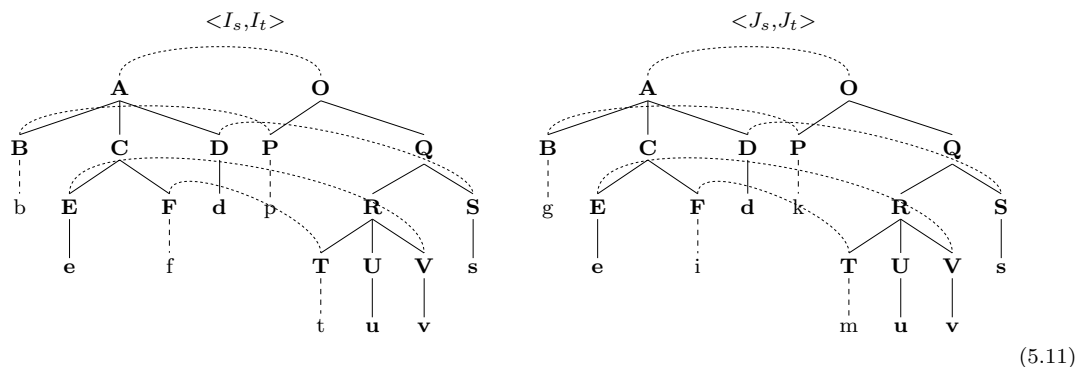 <I_s,I_t> <J_s,J_t>
A O A O
B C D P Q B C D P Q
b E F d p R S g E F d k R S
e f T U V s e i T U V s
t u v m u v
(5.11)